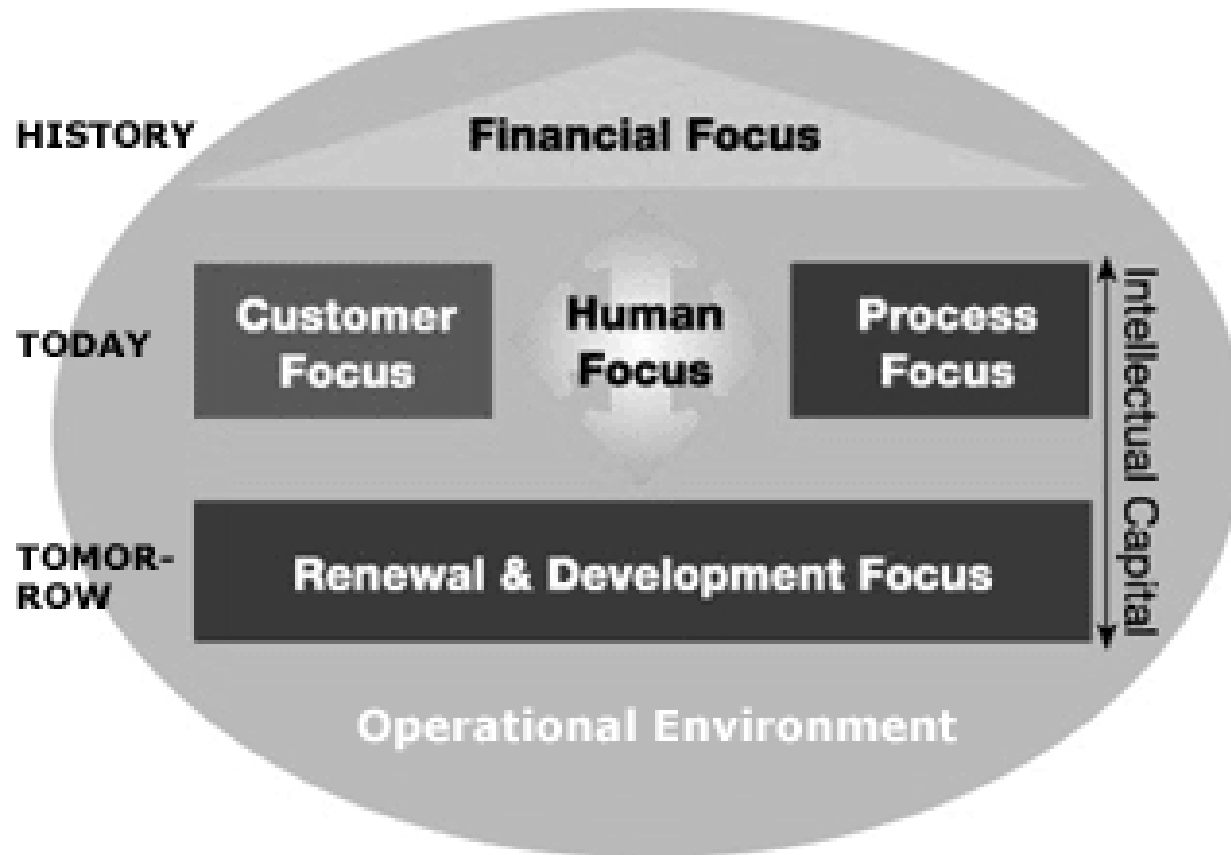 HISTORY
Financial Focus
TODAY
Customer
Focus
Human
Focus
Process
Focus
Intellectual Capital
TOMOR-
ROW
Renewal & Development Focus
Operational Environment